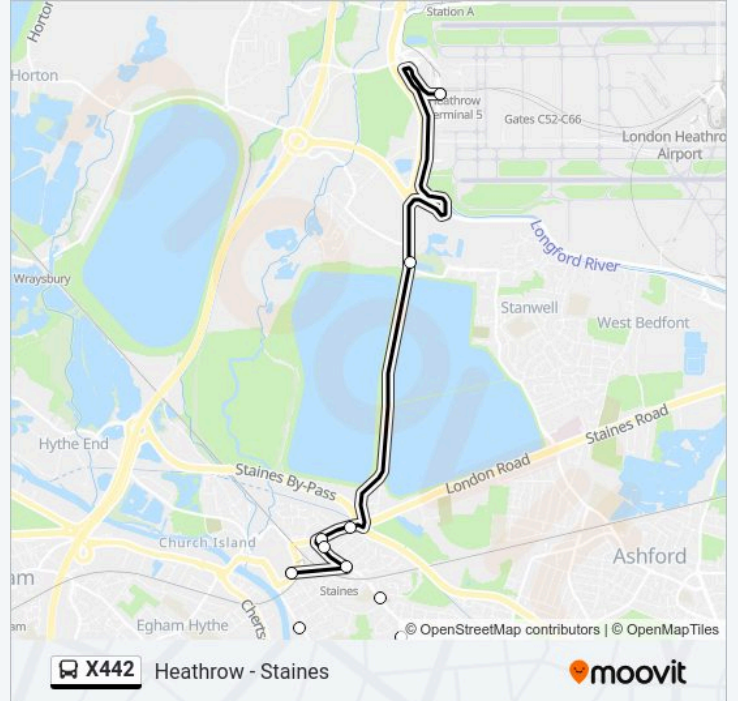 Station A
Horton
Horton
Heathrow
Terminal 5
Gates C52-C66
London Heathro
Airport
Longford River
Wraysbury
Stanwell
West Bedfont
Staines Road
Hythe End
London Road
Staines By-Pass
Church Island
Ashford
am
Staines
am
Egham Hythe
Cherts
© OpenStreetMap contributors | © OpenMapTiles
X442 Heathrow - Staines
moovit